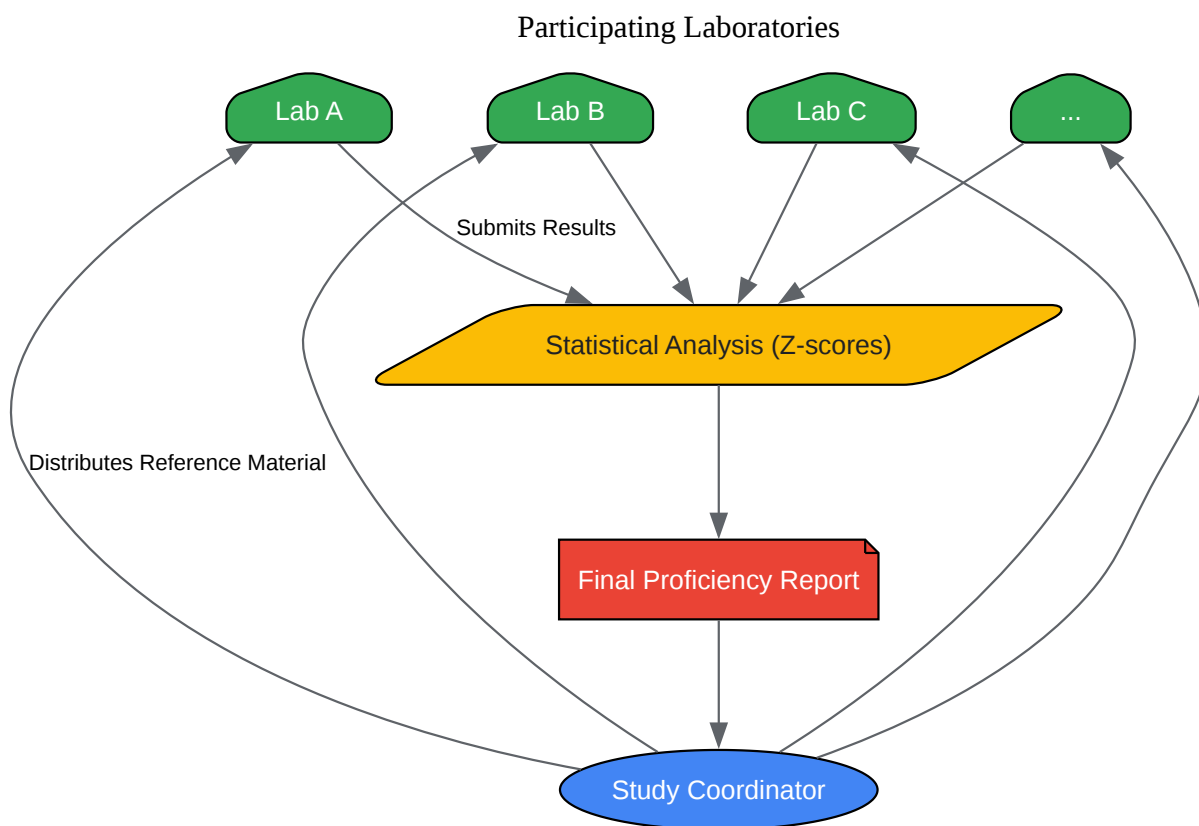 Participating Laboratories
Lab A
Lab B
Lab C
...
Submits Results
Statistical Analysis (Z-scores)
Distributes Reference Material
Final Proficiency Report
Study Coordinator